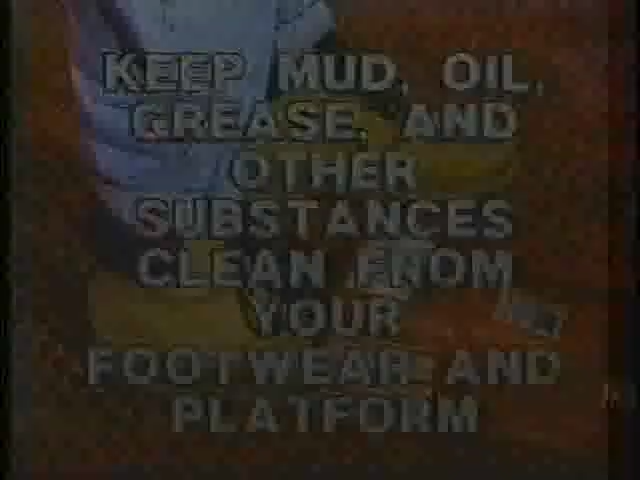 KEEP MUD, OIL,
GREASE, AND
OTHER
SUBSTANCES
CLEAN FROM
YOUR
FOOTWEAR AND
PLATFORM